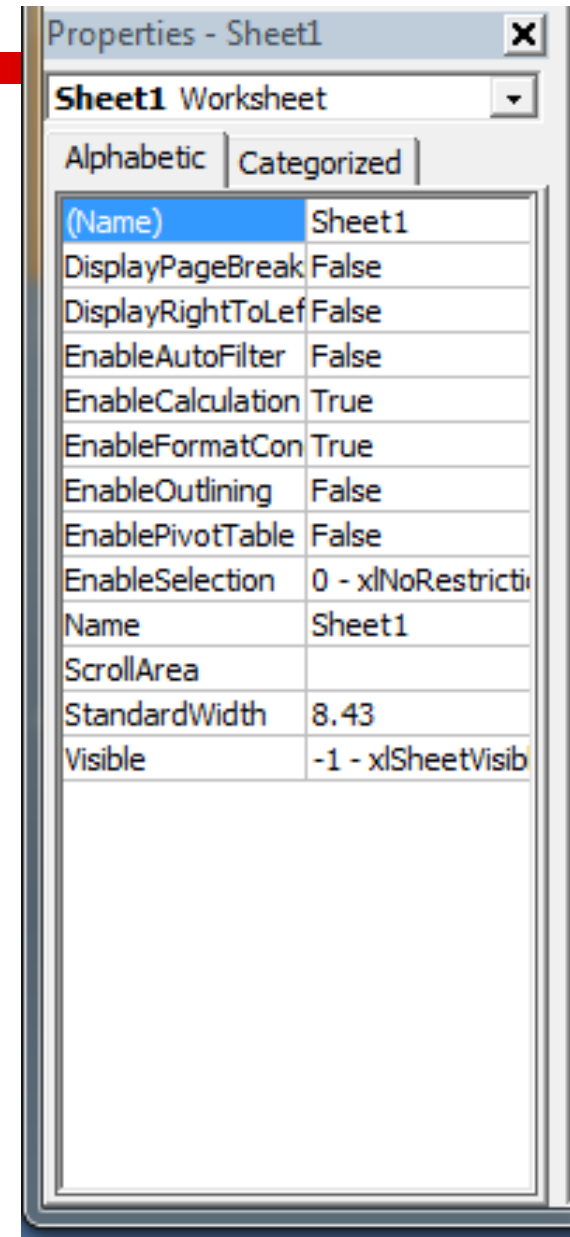 Properties - Sheet1
Sheet1 Worksheet
Alphabetic Categorized
(Name) Sheet1
DisplayPageBreak False
DisplayRightToLef False
EnableAutoFilter False
EnableCalculation True
EnableFormatCon True
EnableOutlining False
EnablePivotTable False
EnableSelection 0 - xlNoRestricti
Name Sheet1
ScrollArea
StandardWidth 8.43
Visible -1 - xlSheetVisib